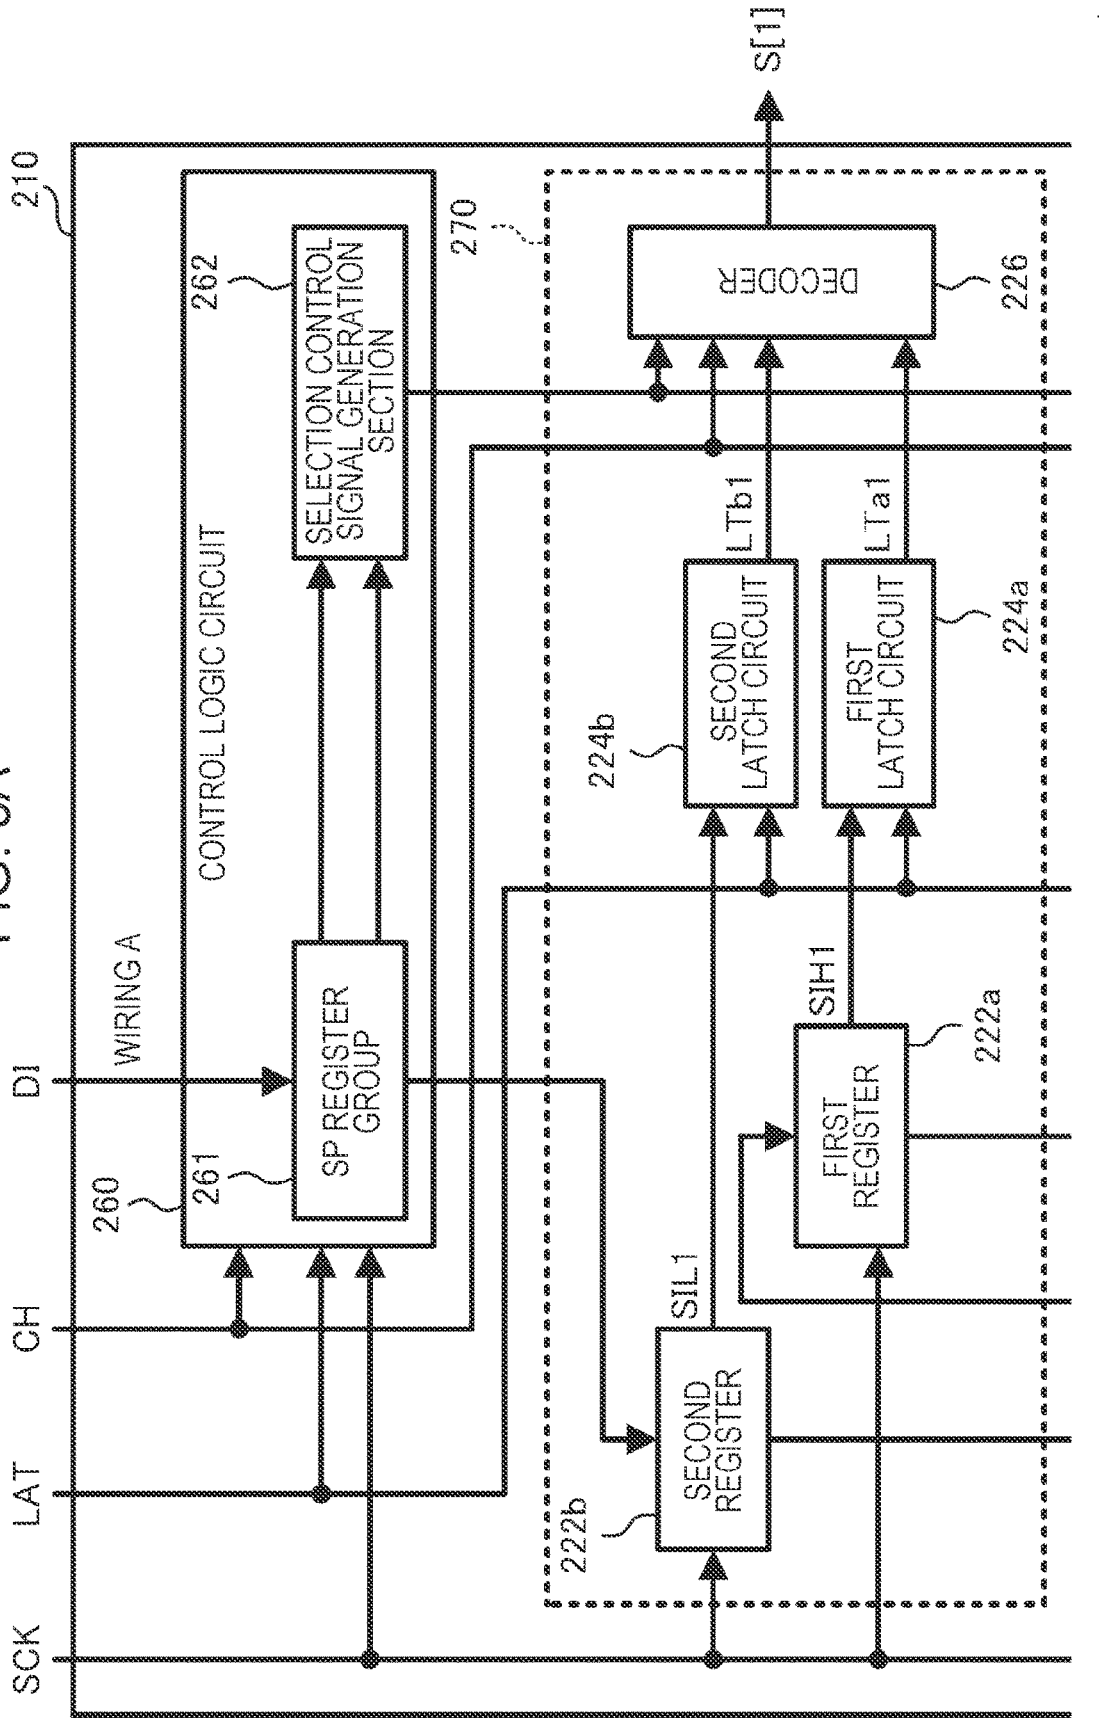 SCK
LAT
CH
DI
WIRING A
210
260
CONTROL LOGIC CIRCUIT
261
SP REGISTER
GROUP
262
SELECTION CONTROL
SIGNAL GENERATION
SECTION
270
222b
SECOND
REGISTER
SIL1
224b
SECOND
LATCH CIRCUIT
LTb1
FIRST
REGISTER
222a
SIH1
FIRST
LATCH CIRCUIT
224a
LTa1
DECODER
226
S[1]